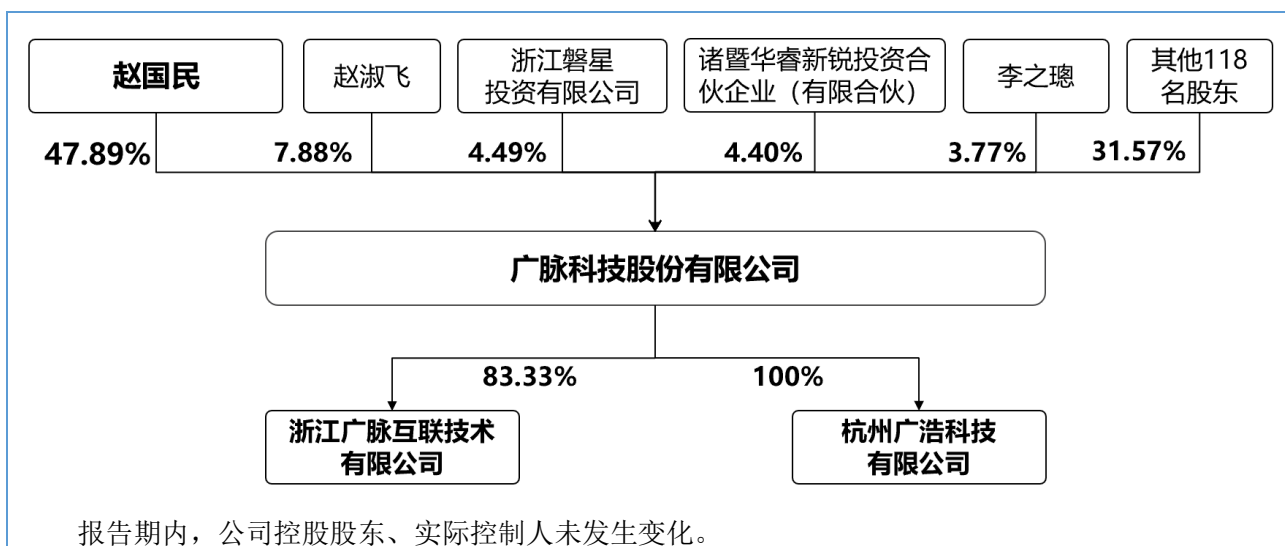 赵国民
赵淑飞
浙江磐星
投资有限公司
诸暨华睿新锐投资合
伙企业（有限合伙）
李之璁
其他118
名股东
47.89%
7.88%
4.49%
4.40%
3.77%
31.57%
广脉科技股份有限公司
83.33%
100%
浙江广脉互联技术
有限公司
杭州广浩科技
有限公司
报告期内，公司控股股东、实际控制人未发生变化。